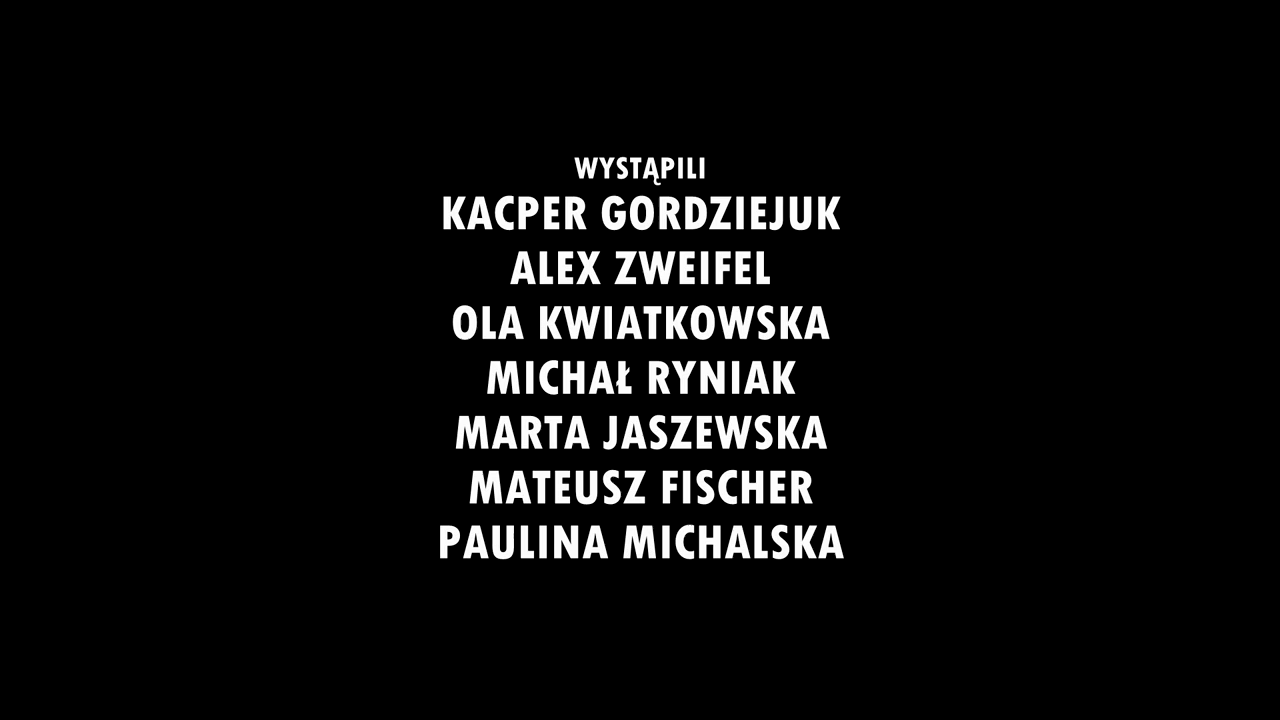 WYSTĄPILI
KACPER GORDZIEJUK
ALEX ZWEIFEL
OLA KWIATKOWSKA
MICHAŁ RYNIAK
MARTA JASZEWSKA
MATEUSZ FISCHER
PAULINA MICHALSKA